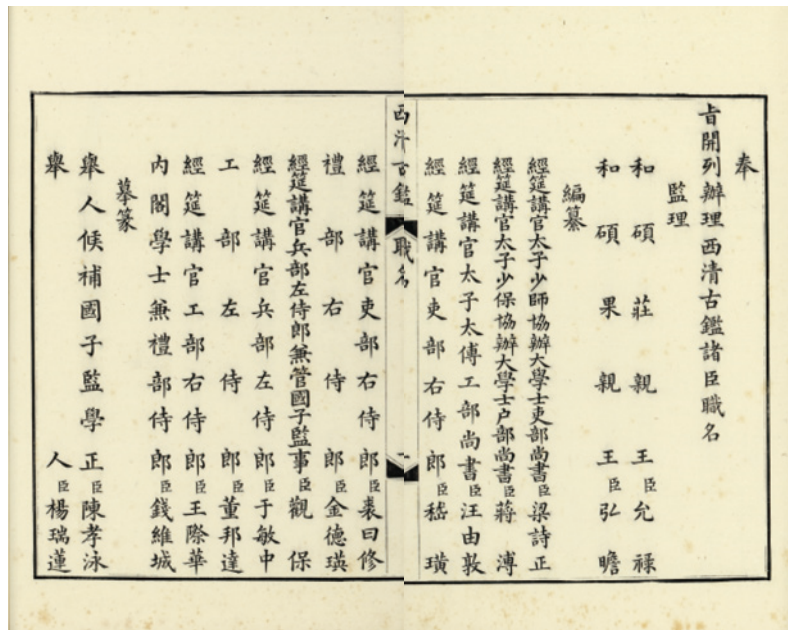 奉
旨開列辦理西清古鑑諸臣職名
監理
和碩莊親王臣允祿
和碩果親王臣弘瞻
編纂
經筵講官太子少師協辦大學士吏部尚書臣梁詩正
經筵講官太子少保協辦大學士戶部尚書臣蔣溥
經筵講官太子太傅工部尚書臣汪由敦
經筵講官吏部右侍郎臣嵇璜
西清古鑑 職名 一
經筵講官吏部右侍郎臣裘曰修
禮部右侍郎臣金德瑛
經筵講官兵部左侍郎兼管國子監事臣觀保
經筵講官兵部左侍郎臣于敏中
工部左侍郎臣董邦達
經筵講官工部右侍郎臣王際華
內閣學士兼禮部侍郎臣錢維城
摹篆
舉人候補國子監學正臣陳孝泳
舉人臣楊瑞蓮